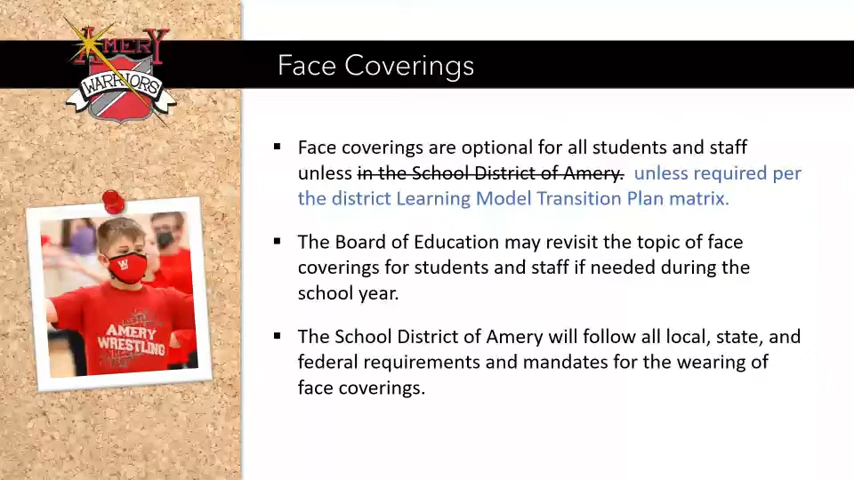 AMERY
WARRIORS
Face Coverings
▪ Face coverings are optional for all students and staff
unless ~~in the School District of Amery.~~ unless required per
the district Learning Model Transition Plan matrix.
▪ The Board of Education may revisit the topic of face
coverings for students and staff if needed during the
school year.
▪ The School District of Amery will follow all local, state, and
federal requirements and mandates for the wearing of
face coverings.
W
AMERY
WRESTLING